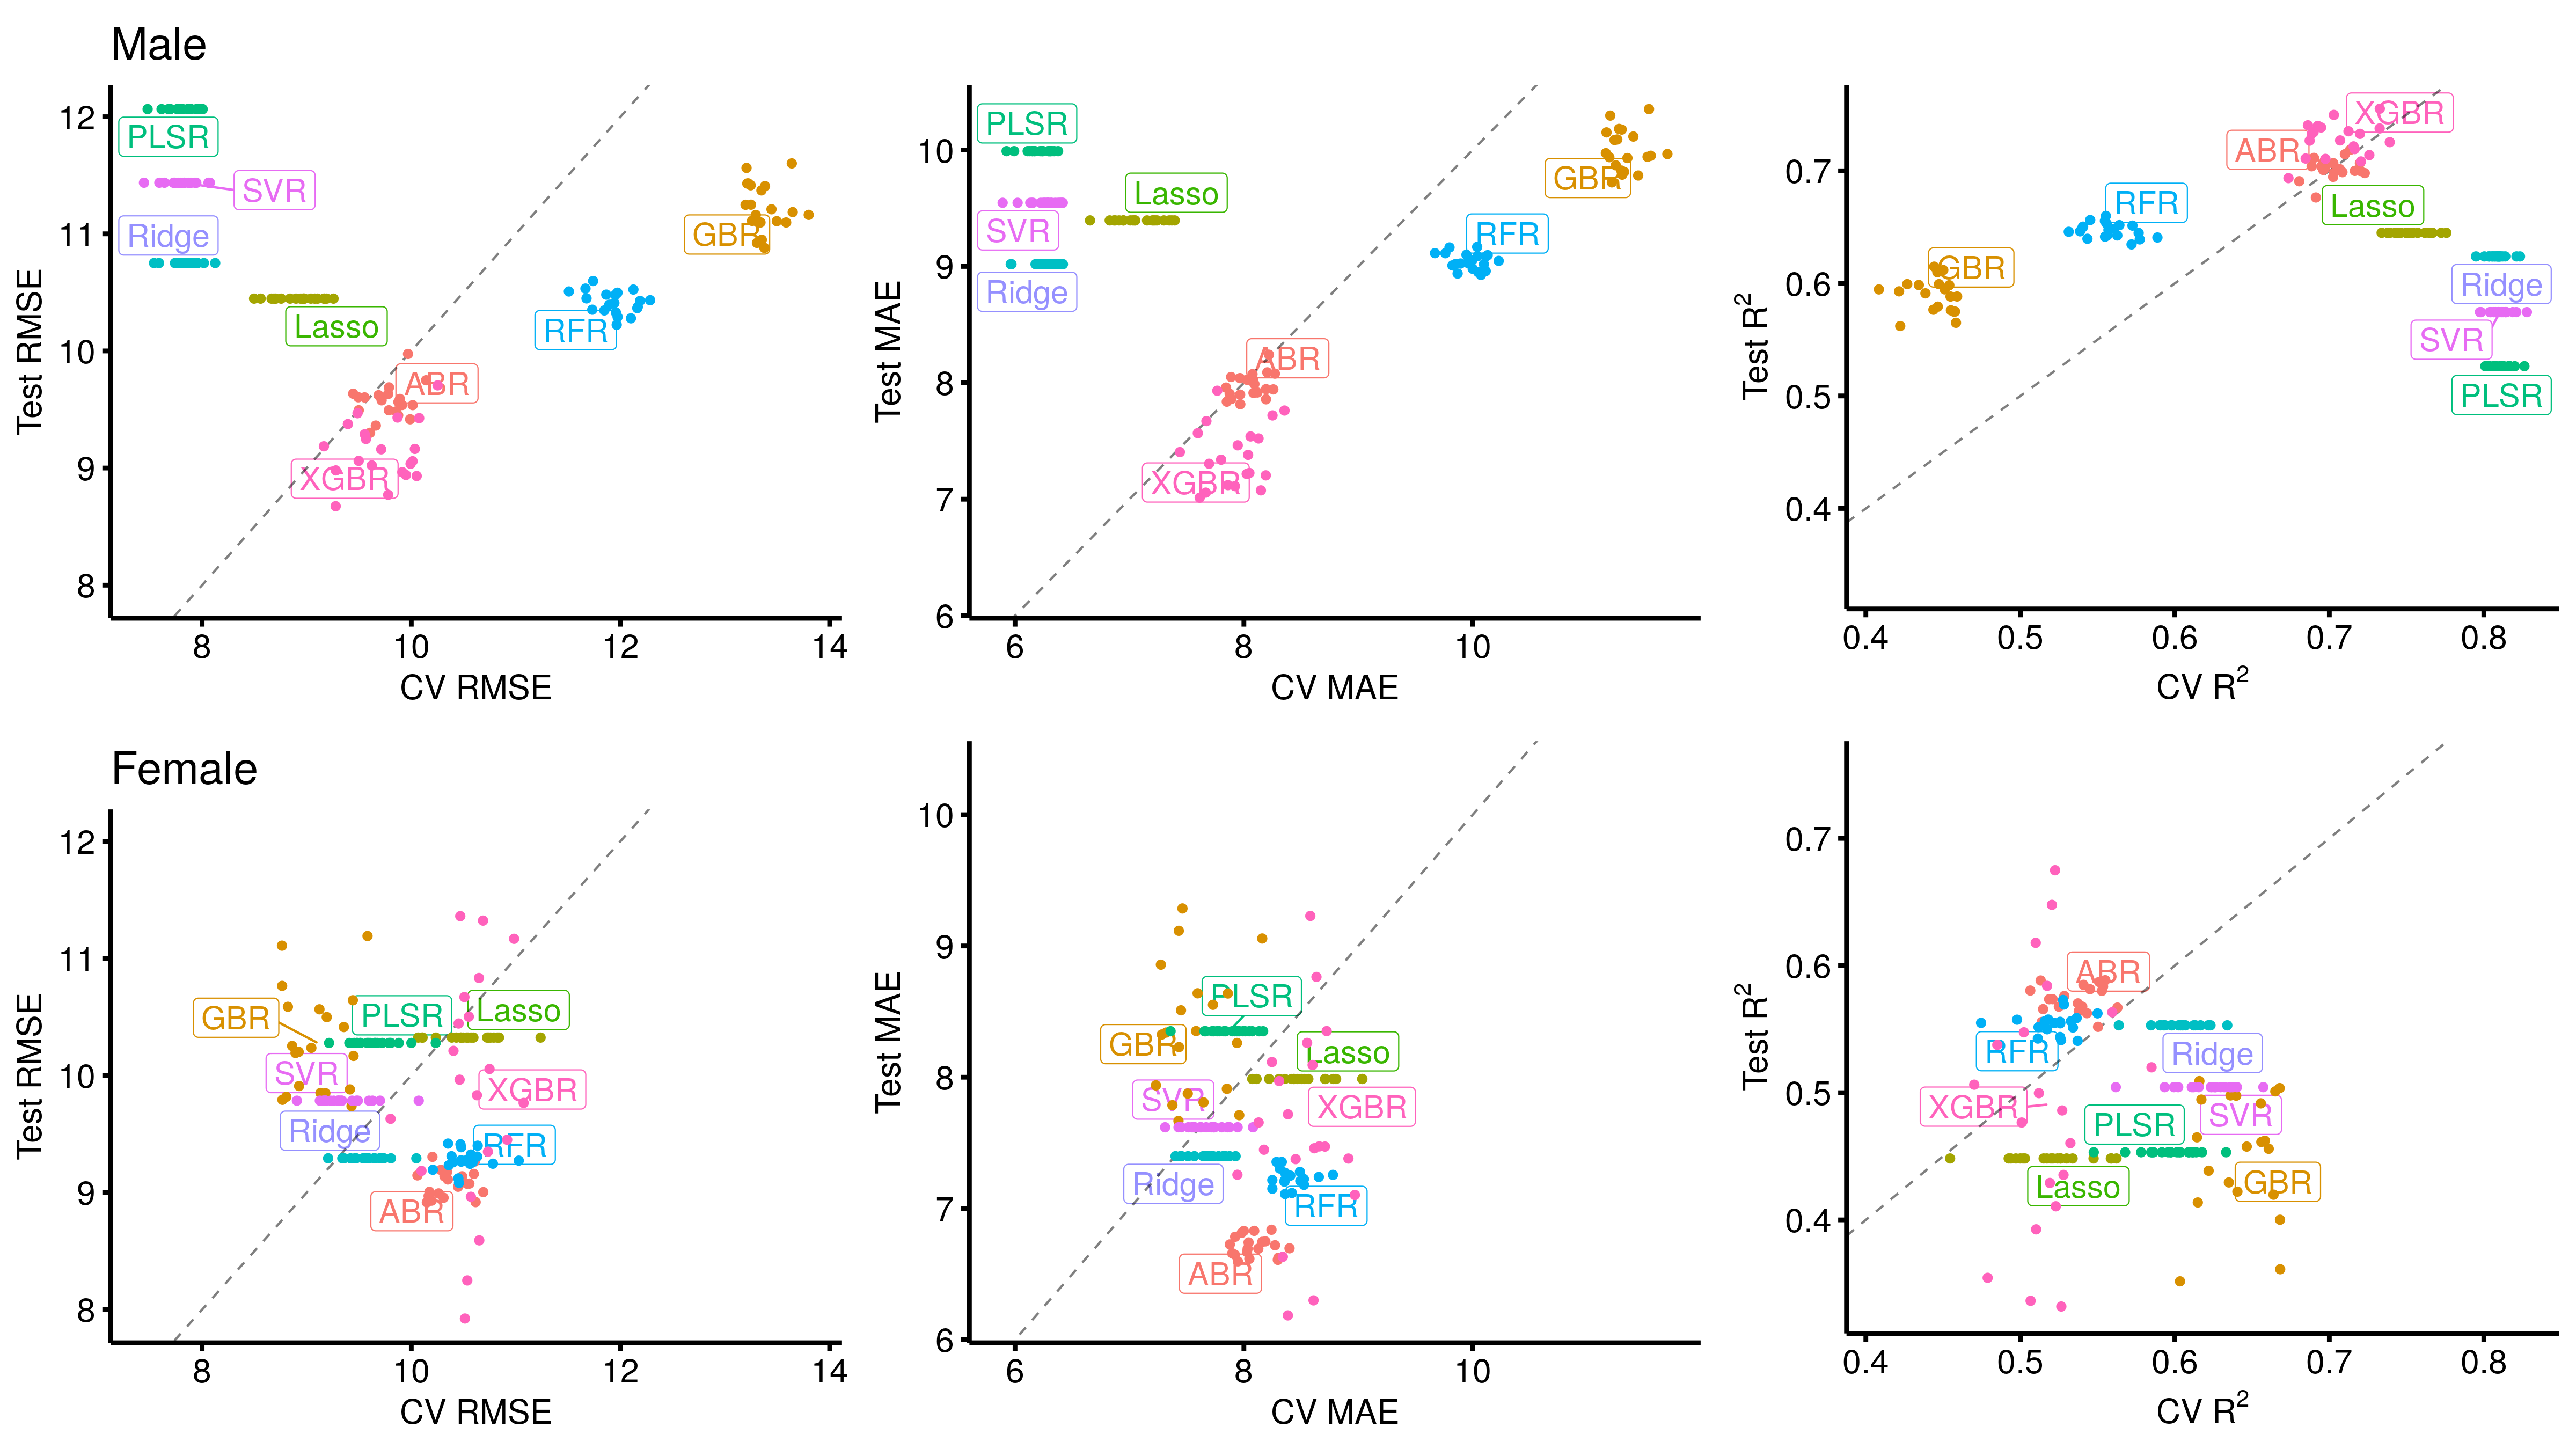 Male
Test RMSE
12
11
10
9
8
PLSR
SVR
Ridge
Lasso
ABR
XGBR
RFR
GBR
8 10 12 14
CV RMSE
Test MAE
10
9
8
7
6
PLSR
Lasso
SVR
Ridge
GBR
RFR
ABR
XGBR
6 8 10
CV MAE
Test R²
0.7
0.6
0.5
0.4
XGBR
ABR
RFR
Lasso
GBR
Ridge
SVR
PLSR
0.4 0.5 0.6 0.7 0.8
CV R²
Female
Test RMSE
12
11
10
9
8
GBR
PLSR
Lasso
SVR
XGBR
Ridge
RFR
ABR
8 10 12 14
CV RMSE
Test MAE
10
9
8
7
6
PLSR
GBR
Lasso
SVR
XGBR
Ridge
RFR
ABR
6 8 10
CV MAE
Test R²
0.7
0.6
0.5
0.4
ABR
RFR
Ridge
XGBR
SVR
PLSR
Lasso
GBR
0.4 0.5 0.6 0.7 0.8
CV R²